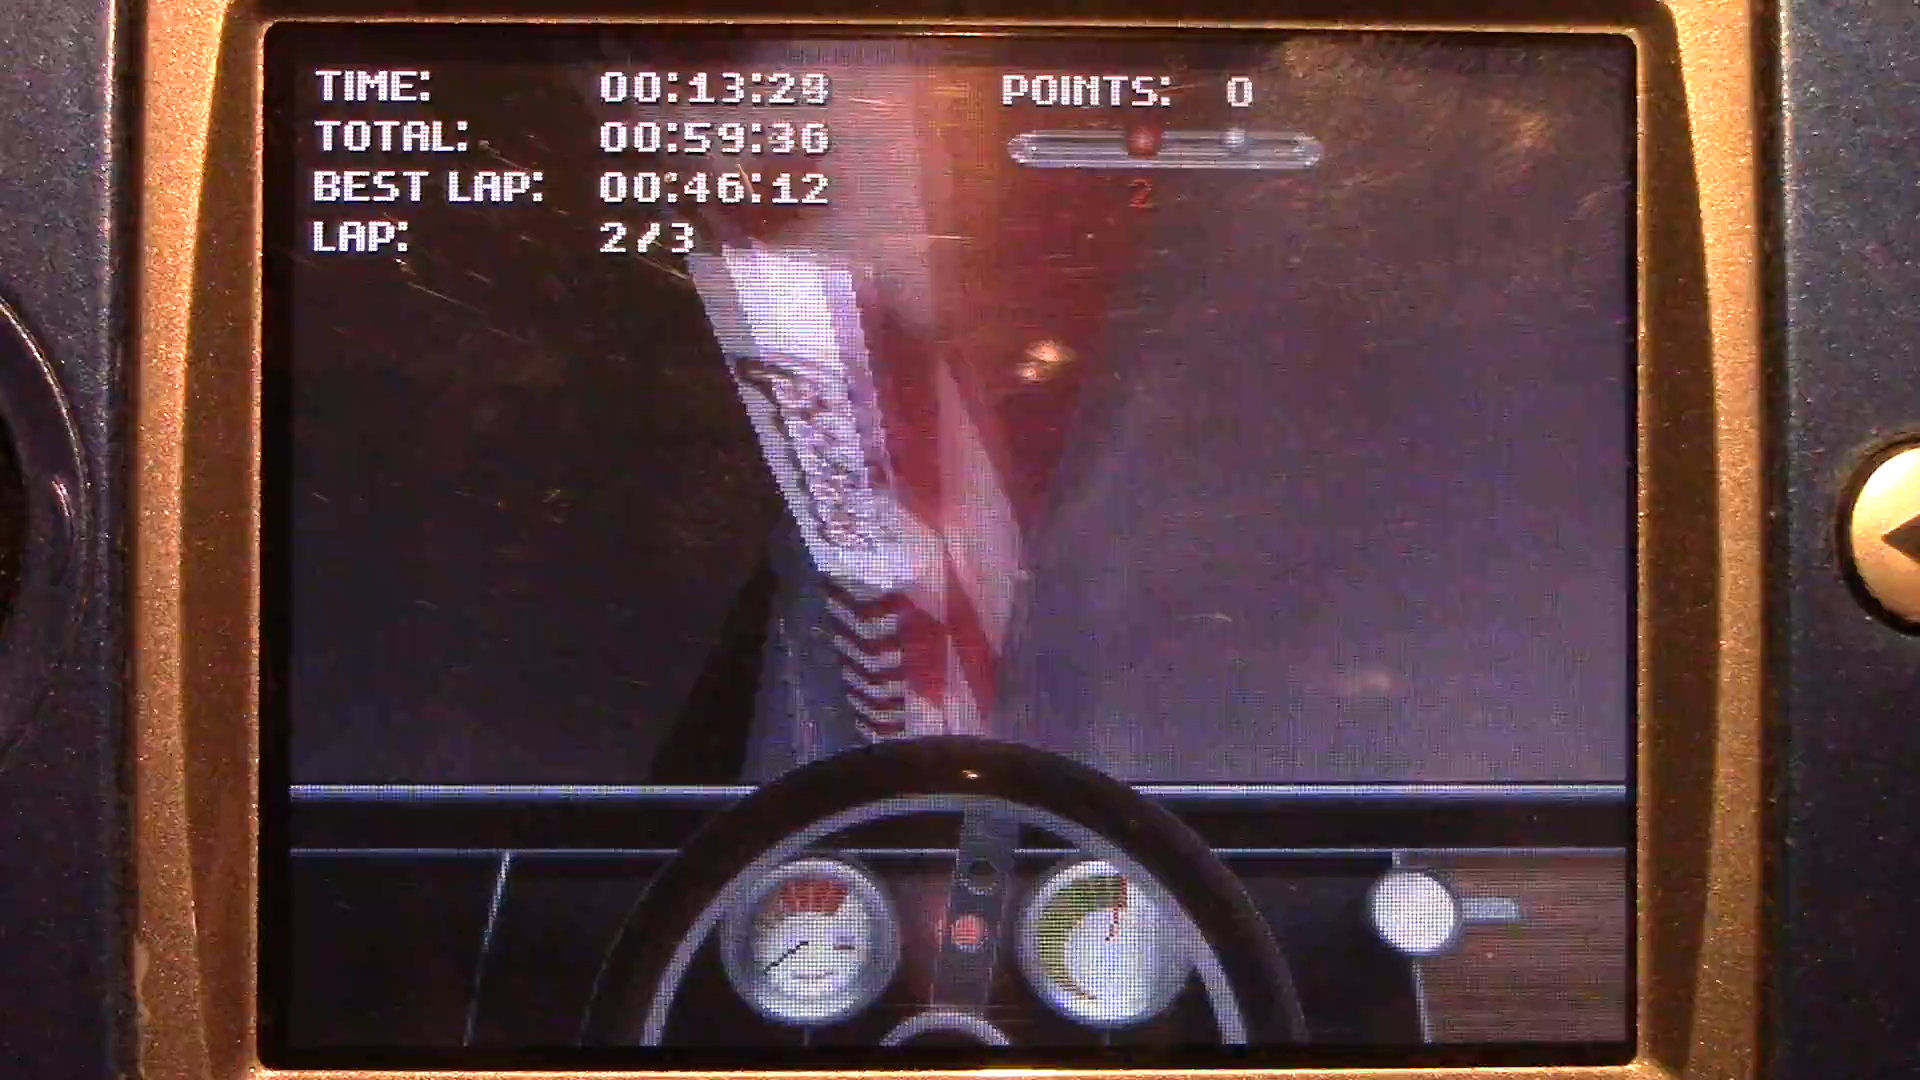 TIME: 00:13:29
TOTAL: 00:59:36
BEST LAP: 00:46:12
LAP: 2/3
POINTS: 0
2